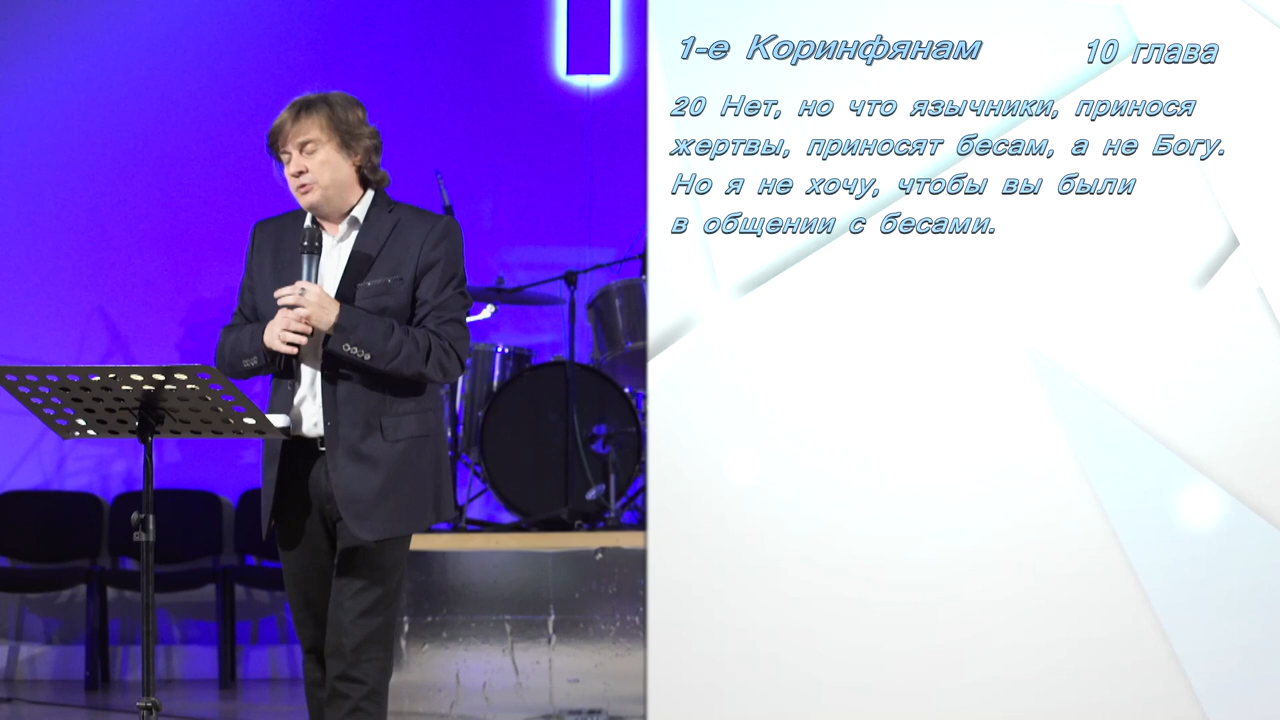 1-е Коринфянам 10 глава
20 Нет, но что язычники, принося
жертвы, приносят бесам, а не Богу.
Но я не хочу, чтобы вы были
в общении с бесами.